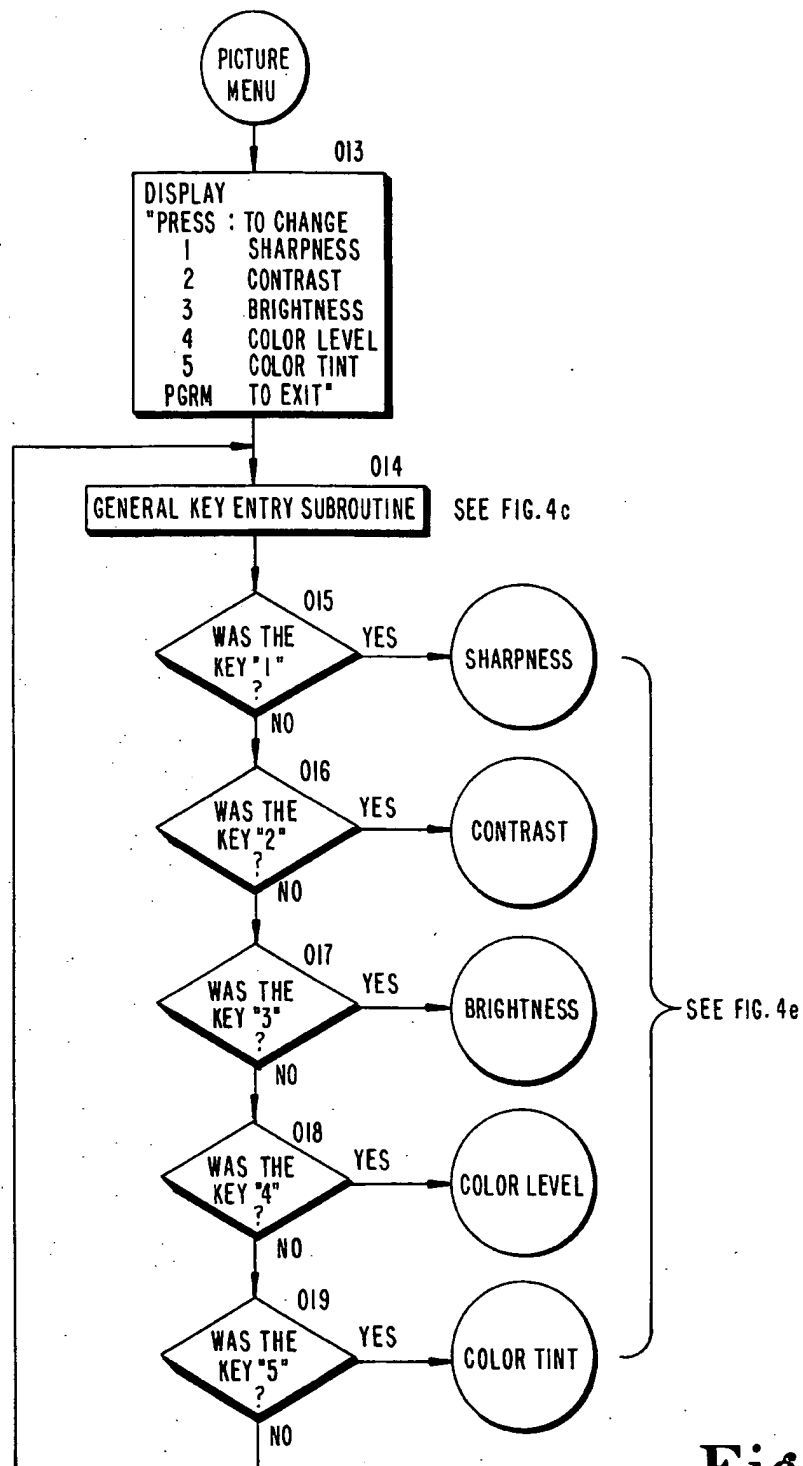 PICTURE
MENU
013
DISPLAY
"PRESS : TO CHANGE
1 SHARPNESS
2 CONTRAST
3 BRIGHTNESS
4 COLOR LEVEL
5 COLOR TINT
PGRM TO EXIT"
014
GENERAL KEY ENTRY SUBROUTINE
SEE FIG. 4c
015
WAS THE
KEY "1"
?
YES
SHARPNESS
NO
016
WAS THE
KEY "2"
?
YES
CONTRAST
NO
017
WAS THE
KEY "3"
?
YES
BRIGHTNESS
NO
SEE FIG. 4e
018
WAS THE
KEY "4"
?
YES
COLOR LEVEL
NO
019
WAS THE
KEY "5"
?
YES
COLOR TINT
NO
Fig